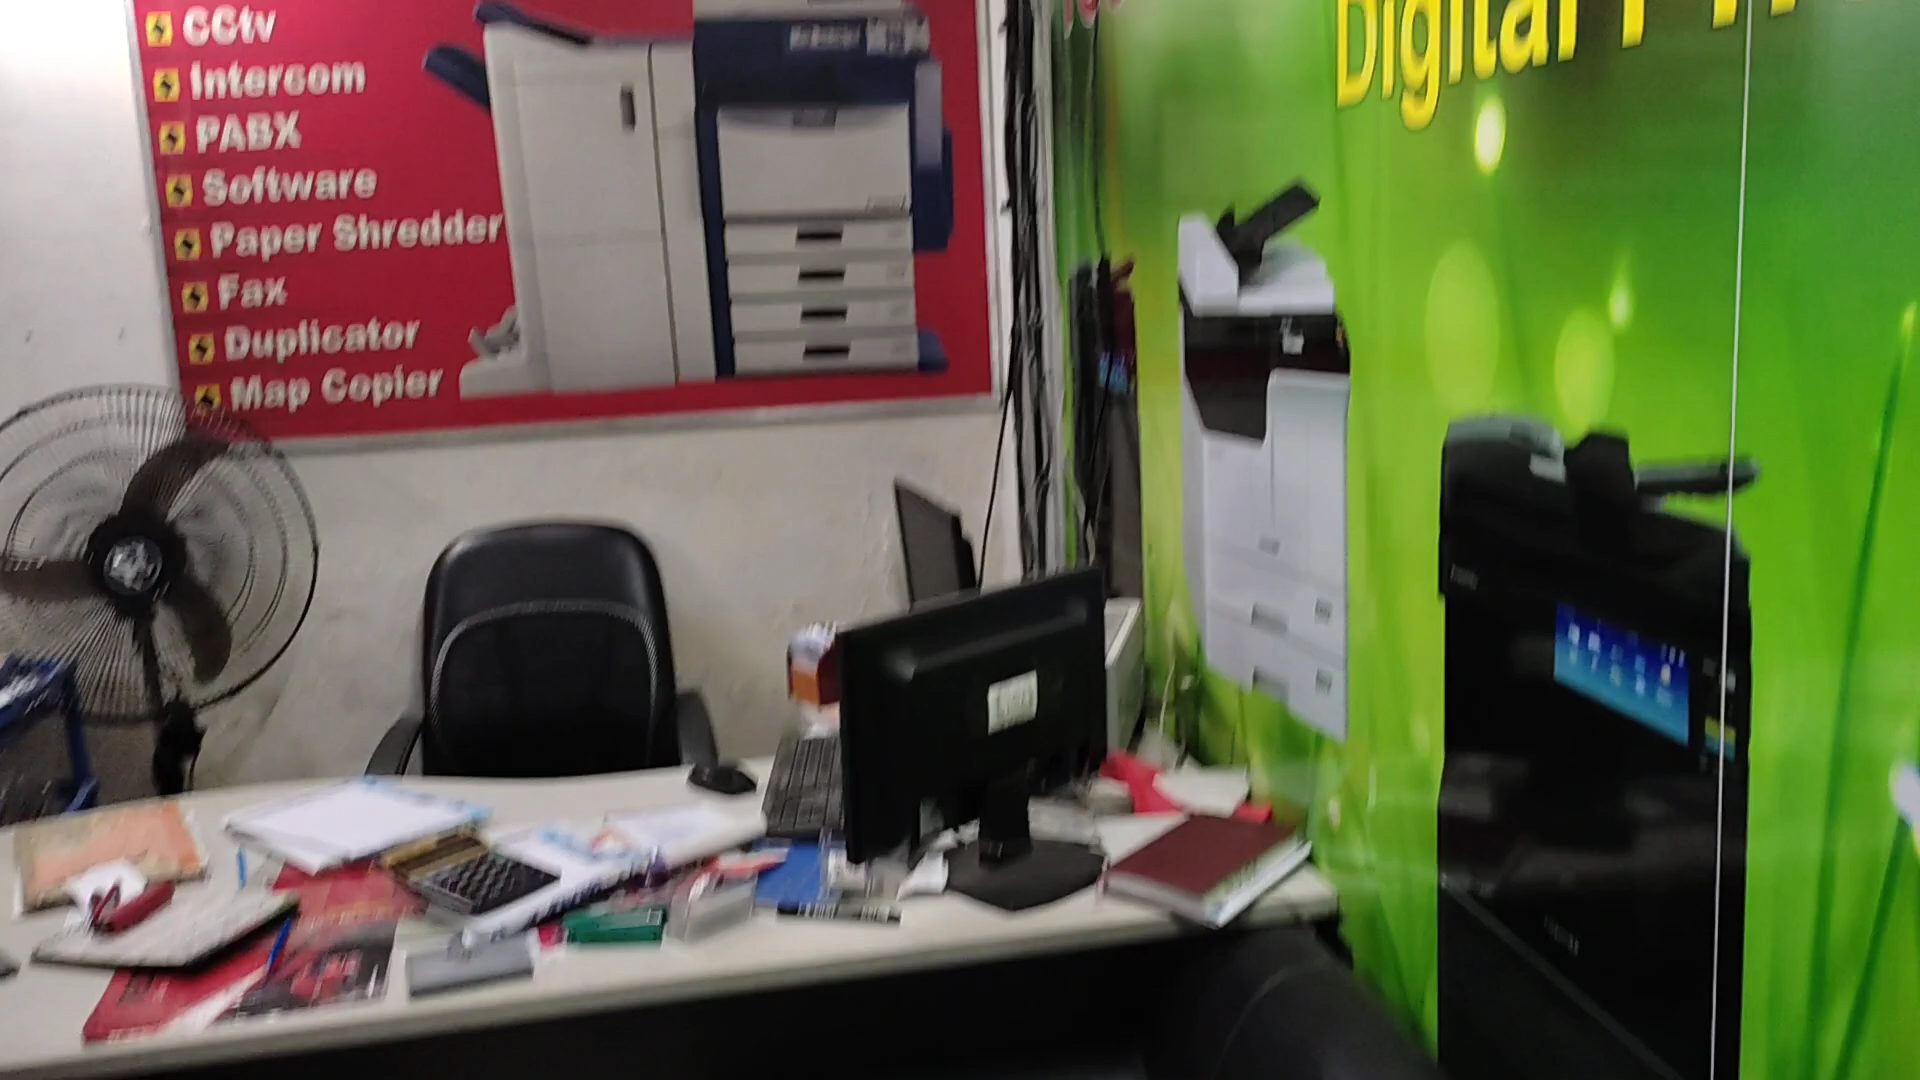 CCtv
Intercom
PABX
Software
Paper Shredder
Fax
Duplicator
Map Copier
Digital